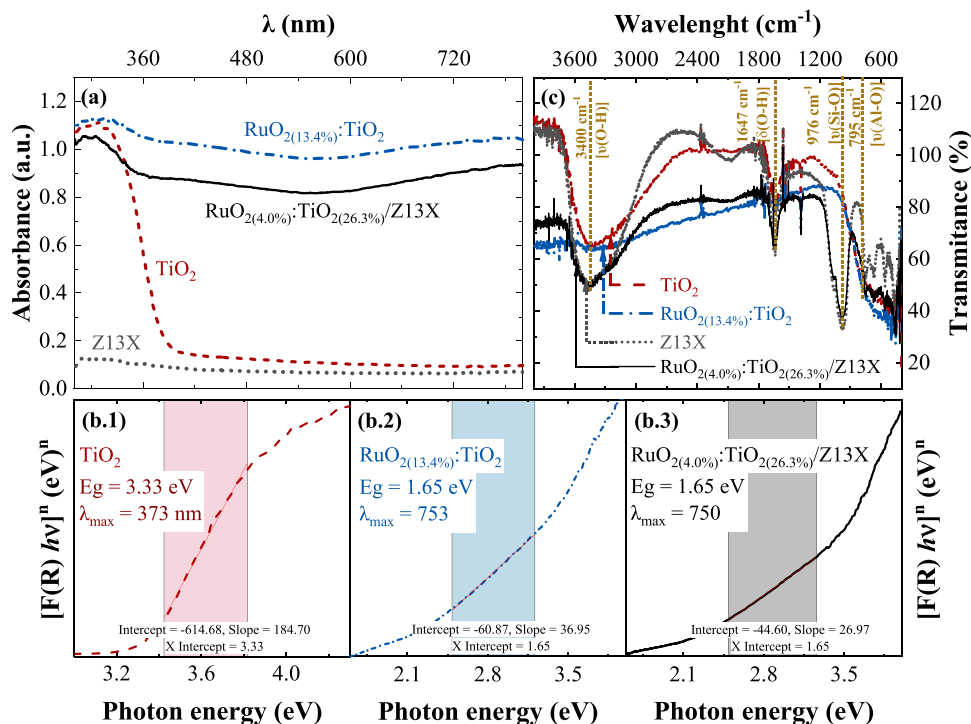 λ (nm)
360 480 600 720
(a)
Absorbance (a.u.)
1.2
1.0
0.8
0.6
0.4
0.2
0.0
RuO2(13.4%):TiO2
RuO2(4.0%):TiO2(26.3%)/Z13X
TiO2
Z13X
Wavelenght (cm-1)
3600 3000 2400 1800 1200 600
(c)
3400 cm-1
[υ(O-H)]
1647 cm-1
[δ(O-H)]
976 cm-1
[υ(Si-O)]
795 cm-1
[υ(Al-O)]
120
100
80
60
40
20
Transmitance (%)
TiO2
RuO2(13.4%):TiO2
Z13X
RuO2(4.0%):TiO2(26.3%)/Z13X
[F(R) hν]n (eV)n
(b.1)
TiO2
Eg = 3.33 eV
λmax = 373 nm
Intercept = -614.68, Slope = 184.70
X Intercept = 3.33
3.2 3.6 4.0
Photon energy (eV)
(b.2)
RuO2(13.4%):TiO2
Eg = 1.65 eV
λmax = 753
Intercept = -60.87, Slope = 36.95
X Intercept = 1.65
2.1 2.8 3.5
Photon energy (eV)
(b.3)
RuO2(4.0%):TiO2(26.3%)/Z13X
Eg = 1.65 eV
λmax = 750
Intercept = -44.60, Slope = 26.97
X Intercept = 1.65
2.1 2.8 3.5
Photon energy (eV)
[F(R) hν]n (eV)n